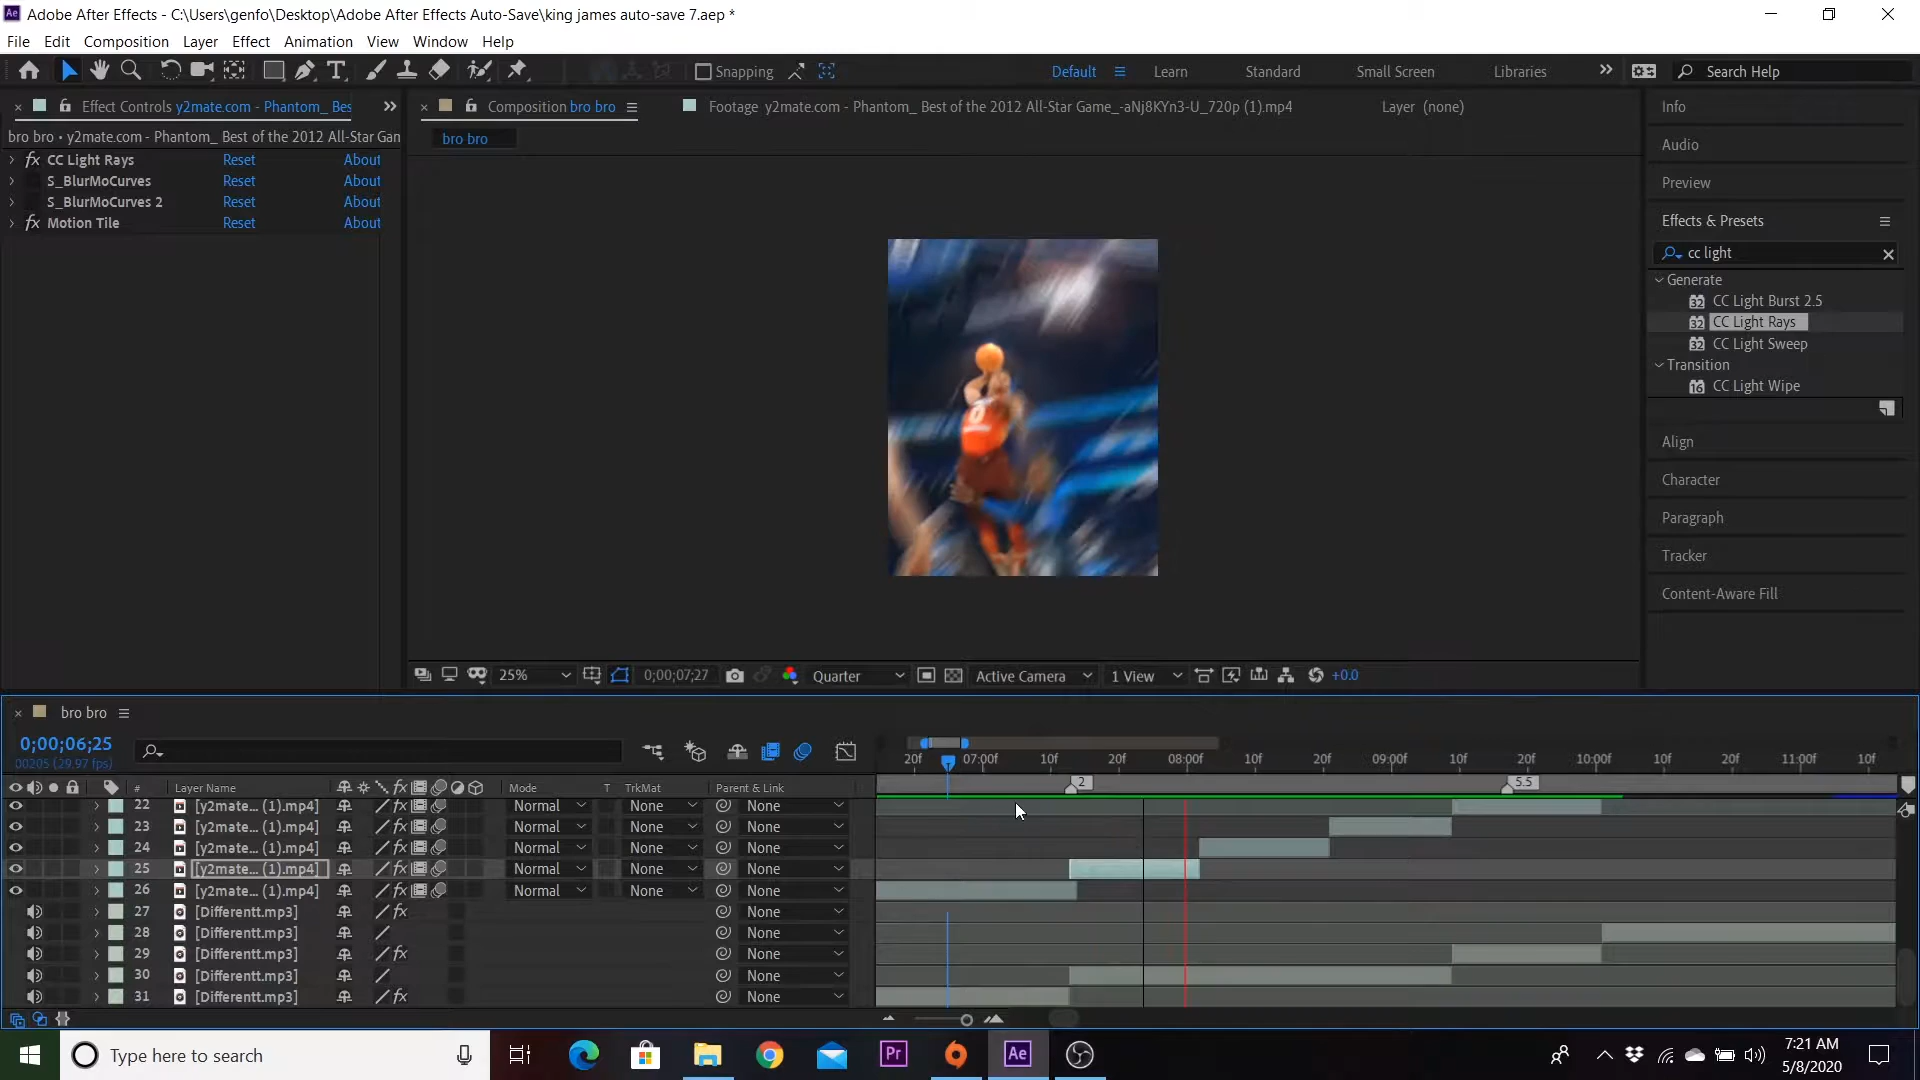 Adobe After Effects - C:\Users\genfo\Desktop\Adobe After Effects Auto-Save\king james auto-save 7.aep *
File Edit Composition Layer Effect Animation View Window Help
T Snapping Default Learn Standard Small Screen Libraries Search Help
Effect Controls y2mate.com - Phantom_ Bes
Composition bro bro
Footage y2mate.com - Phantom_ Best of the 2012 All-Star Game_-aNj8KYn3-U_720p (1).mp4
Layer (none)
bro bro • y2mate.com - Phantom_ Best of the 2012 All-Star Gan
bro bro
fx CC Light Rays Reset About
S_BlurMoCurves Reset About
S_BlurMoCurves 2 Reset About
fx Motion Tile Reset About
0
Info
Audio
Preview
Effects & Presets
cc light
Generate
32 CC Light Burst 2.5
32 CC Light Rays
32 CC Light Sweep
Transition
16 CC Light Wipe
Align
Character
Paragraph
Tracker
Content-Aware Fill
25% 0;00;07;27 Quarter Active Camera 1 View +0.0
bro bro
0;00;06;25
00205 (29.97 fps)
20f 07:00f 10f 20f 08:00f 10f 20f 09:00f 10f 20f 10:00f 10f 20f 11:00f 10f
2 5.5
# Layer Name fx Mode T TrkMat Parent & Link
22 [y2mate... (1).mp4] fx Normal None None
23 [y2mate... (1).mp4] fx Normal None None
24 [y2mate... (1).mp4] fx Normal None None
25 [y2mate... (1).mp4] fx Normal None None
26 [y2mate... (1).mp4] fx Normal None None
27 [Differentt.mp3] fx None
28 [Differentt.mp3] None
29 [Differentt.mp3] fx None
30 [Differentt.mp3] None
31 [Differentt.mp3] fx None
Type here to search Pr Ae
7:21 AM
5/8/2020